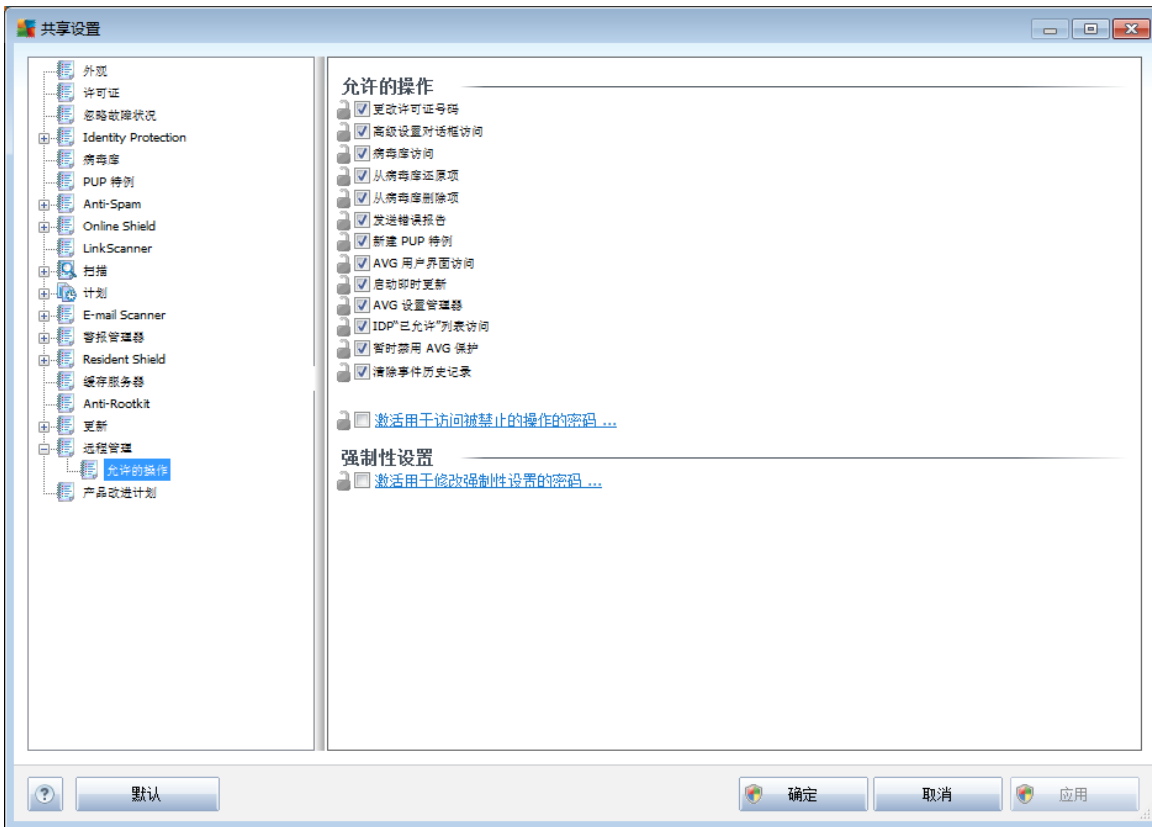 共享设置
外观
许可证
忽略故障状况
Identity Protection
病毒库
PUP 特例
Anti-Spam
Online Shield
LinkScanner
扫描
计划
E-mail Scanner
警报管理器
Resident Shield
缓存服务器
Anti-Rootkit
更新
远程管理
允许的操作
产品改进计划
允许的操作
更改许可证号码
高级设置对话框访问
病毒库访问
从病毒库还原项
从病毒库删除项
发送错误报告
新建 PUP 特例
AVG 用户界面访问
启动即时更新
AVG 设置管理器
IDP“已允许”列表访问
暂时禁用 AVG 保护
清除事件历史记录
激活用于访问被禁止的操作的密码 ...
强制性设置
激活用于修改强制性设置的密码 ...
?
默认
确定
取消
应用